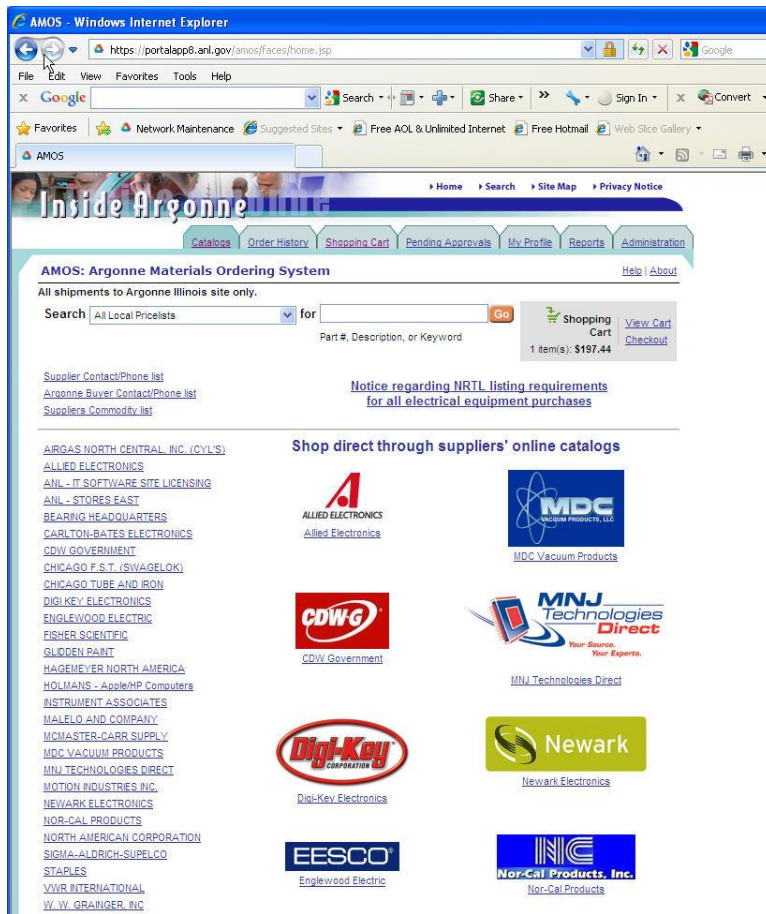 AMOS - Windows Internet Explorer
https://portalapp8.anl.gov/amos/faces/home.jsp
Google
File Edit View Favorites Tools Help
x Google Search Share >> Sign In x Convert
Favorites Network Maintenance Suggested Sites Free AOL & Unlimited Internet Free Hotmail Web Slice Gallery
AMOS
Inside Argonne
Home Search Site Map Privacy Notice
Catalogs Order History Shopping Cart Pending Approvals My Profile Reports Administration
AMOS: Argonne Materials Ordering System
Help | About
All shipments to Argonne Illinois site only.
Search All Local Pricelists for Go
Part #, Description, or Keyword
Shopping Cart
1 item(s): $197.44
View Cart
Checkout
Supplier Contact/Phone list
Argonne Buyer Contact/Phone list
Suppliers Commodity list
Notice regarding NRTL listing requirements
for all electrical equipment purchases
AIRGAS NORTH CENTRAL, INC. (CYL'S)
ALLIED ELECTRONICS
ANL - IT SOFTWARE SITE LICENSING
ANL - STORES EAST
BEARING HEADQUARTERS
CARLTON-BATES ELECTRONICS
CDW GOVERNMENT
CHICAGO F.S.T. (SWAGELOK)
CHICAGO TUBE AND IRON
DIGI KEY ELECTRONICS
ENGLEWOOD ELECTRIC
FISHER SCIENTIFIC
GLIDDEN PAINT
HAGEMEYER NORTH AMERICA
HOLMANS - Apple/HP Computers
INSTRUMENT ASSOCIATES
MALELO AND COMPANY
MCMASTER-CARR SUPPLY
MDC VACUUM PRODUCTS
MNJ TECHNOLOGIES DIRECT
MOTION INDUSTRIES INC.
NEWARK ELECTRONICS
NOR-CAL PRODUCTS
NORTH AMERICAN CORPORATION
SIGMA-ALDRICH-SUPELCO
STAPLES
VWR INTERNATIONAL
W. W. GRAINGER, INC
Shop direct through suppliers' online catalogs
ALLIED ELECTRONICS
Allied Electronics
MDC
VACUUM PRODUCTS, LLC
MDC Vacuum Products
CDW·G
CDW Government
MNJ
Technologies
Direct
Your Source.
Your Experts.
MNJ Technologies Direct
Digi-Key
CORPORATION
Digi-Key Electronics
Newark
Newark Electronics
EESCO
Englewood Electric
NC
Nor-Cal Products, Inc.
Nor-Cal Products